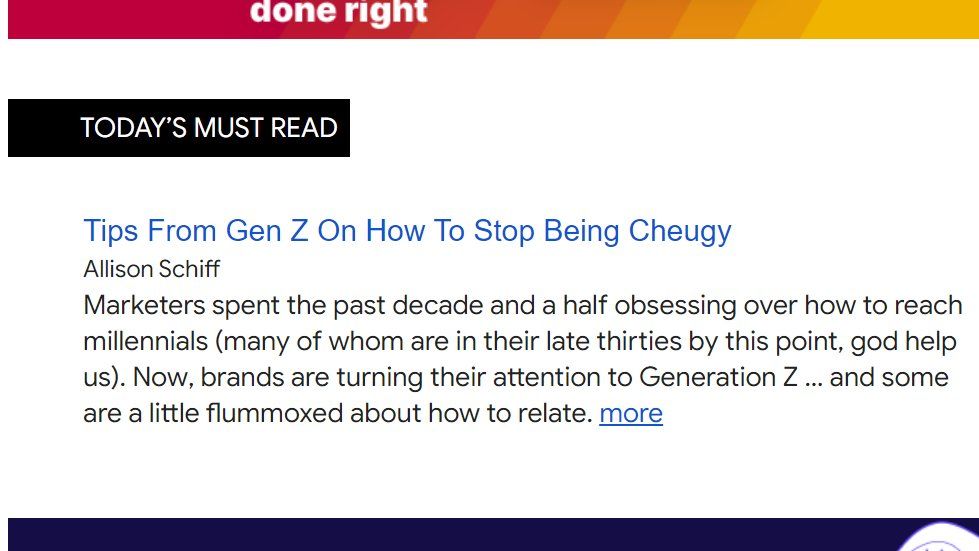 done right
TODAY’S MUST READ
Tips From Gen Z On How To Stop Being Cheugy
Allison Schiff
Marketers spent the past decade and a half obsessing over how to reach
millennials (many of whom are in their late thirties by this point, god help
us). Now, brands are turning their attention to Generation Z ... and some
are a little flummoxed about how to relate. more